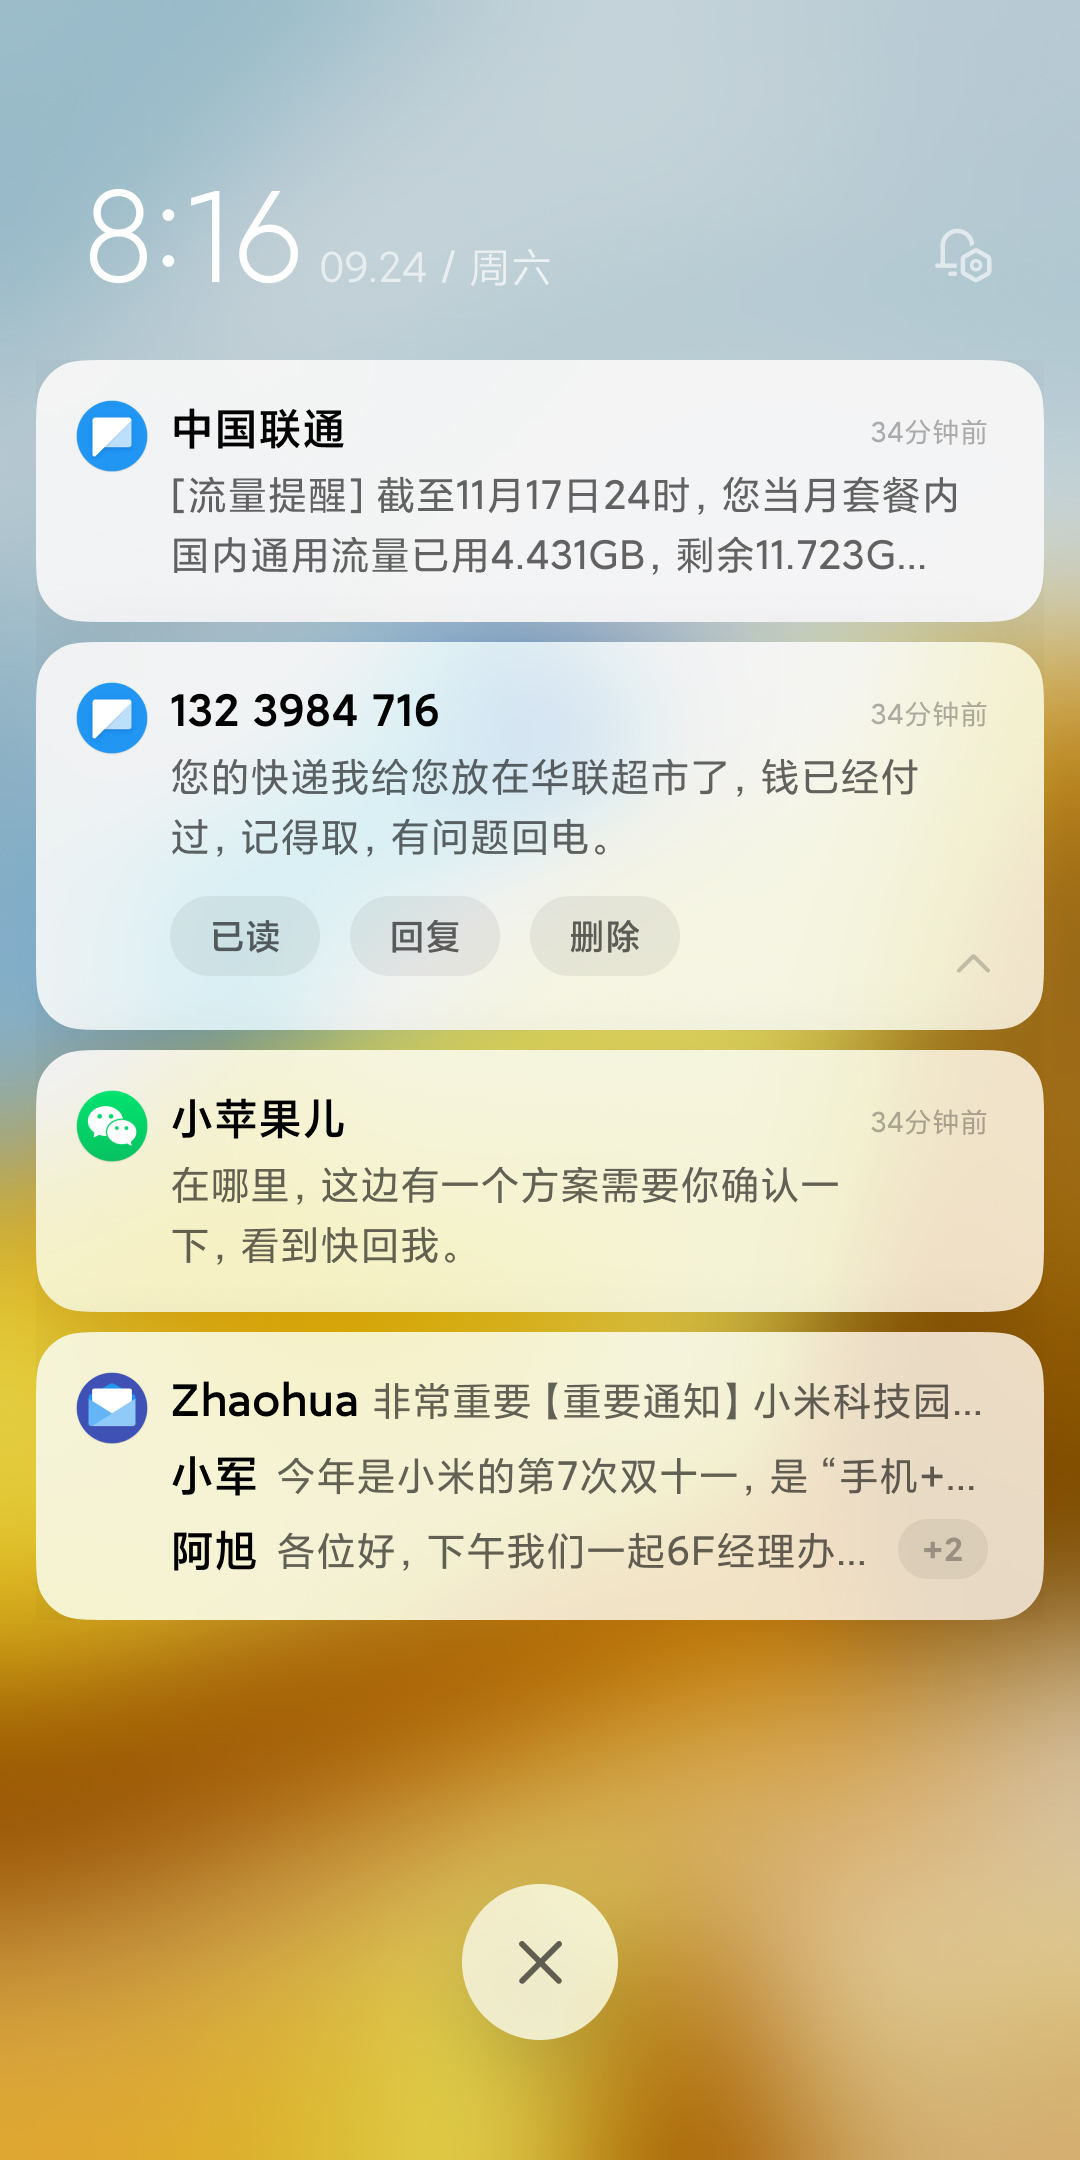 8:16 09.24 / 周六
中国联通 34分钟前
[流量提醒] 截至11月17日24时, 您当月套餐内
国内通用流量已用4.431GB, 剩余11.723G...
132 3984 716 34分钟前
您的快递我给您放在华联超市了, 钱已经付
过, 记得取, 有问题回电。
已读 回复 删除
小苹果儿 34分钟前
在哪里, 这边有一个方案需要你确认一
下, 看到快回我。
Zhaohua 非常重要【重要通知】小米科技园...
小军 今年是小米的第7次双十一, 是 “手机+...
阿旭 各位好, 下午我们一起6F经理办... +2